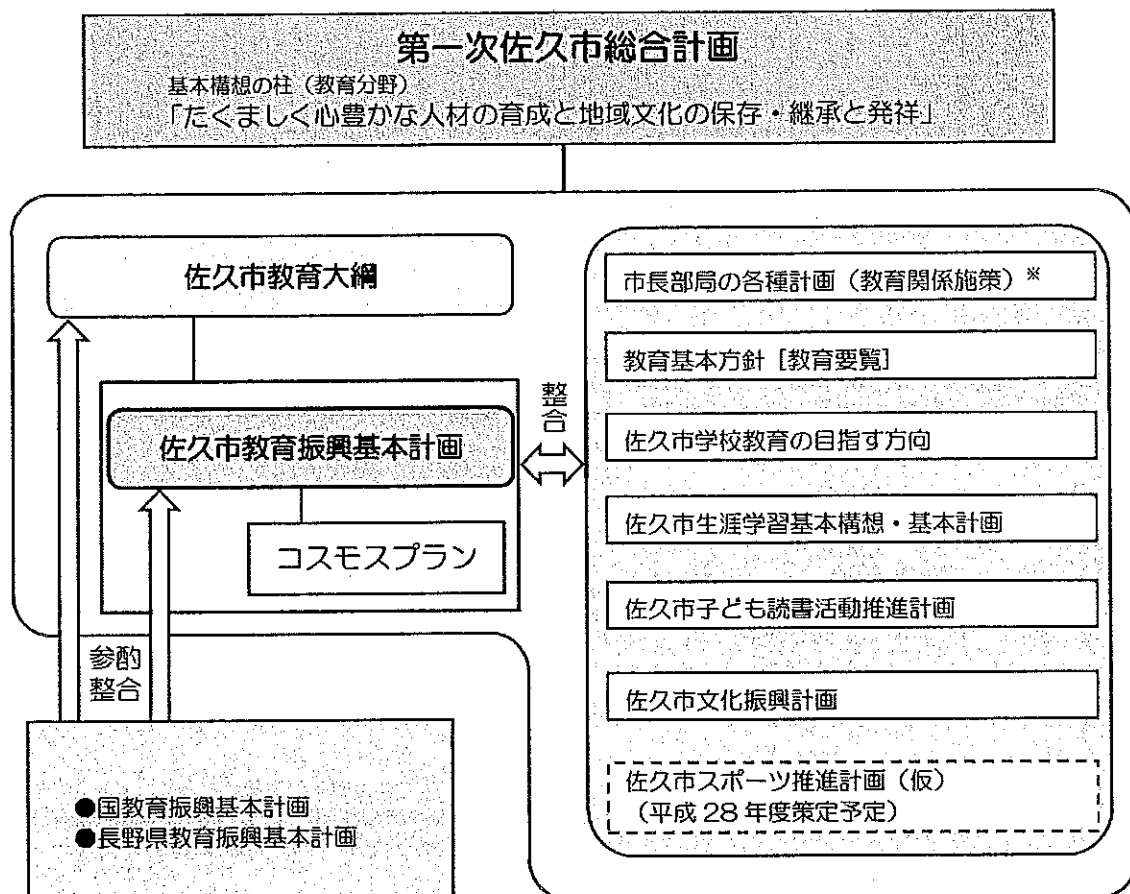 第一次佐久市総合計画
基本構想の柱（教育分野）
「たくましく心豊かな人材の育成と地域文化の保存・継承と発祥」
佐久市教育大綱
佐久市教育振興基本計画
コスモスプラン
参酌
整合
●国教育振興基本計画
●長野県教育振興基本計画
整合
市長部局の各種計画（教育関係施策）※
教育基本方針［教育要覧］
佐久市学校教育の目指す方向
佐久市生涯学習基本構想・基本計画
佐久市子ども読書活動推進計画
佐久市文化振興計画
佐久市スポーツ推進計画（仮）
（平成 28 年度策定予定）